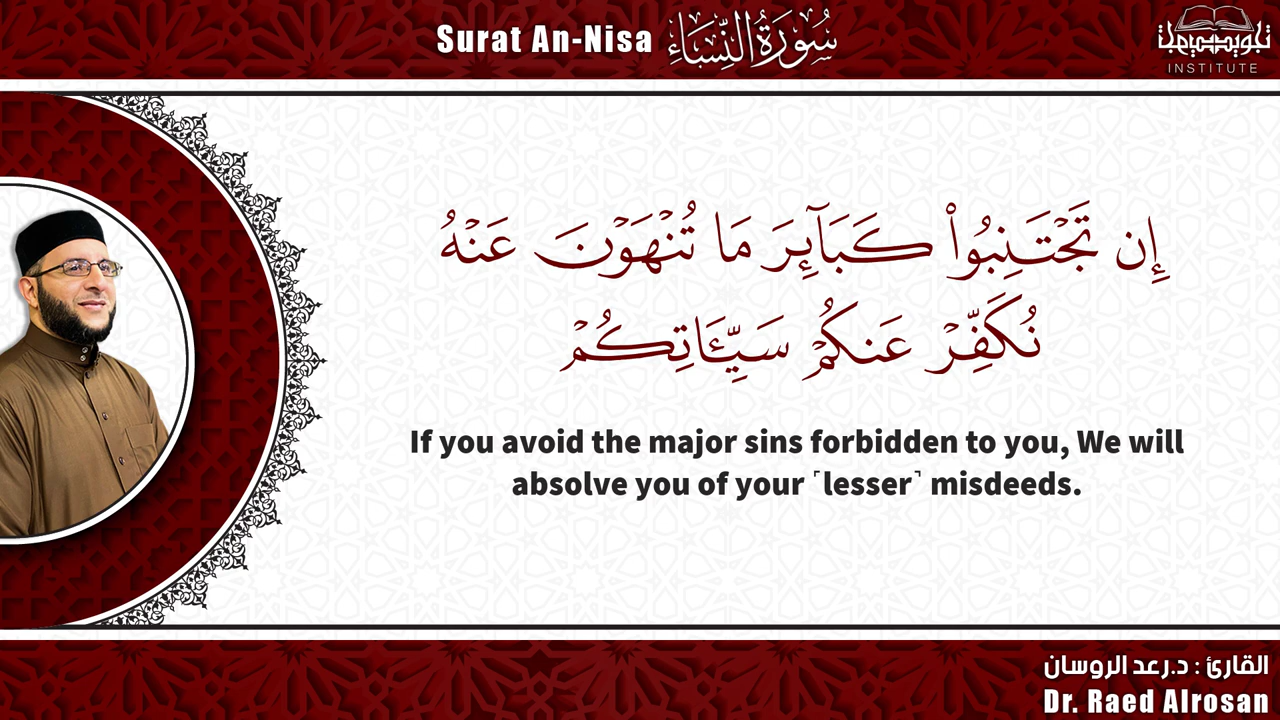 Surat An-Nisa سُورَةُ النِّسَاءِ
INSTITUTE
إِن تَجْتَنِبُوا۟ كَبَآئِرَ مَا تُنْهَوْنَ عَنْهُ
نُكَفِّرْ عَنكُمْ سَيِّـَٔاتِكُمْ
If you avoid the major sins forbidden to you, We will
absolve you of your ˹lesser˺ misdeeds.
القارئ : د.رعد الروسان
Dr. Raed Alrosan